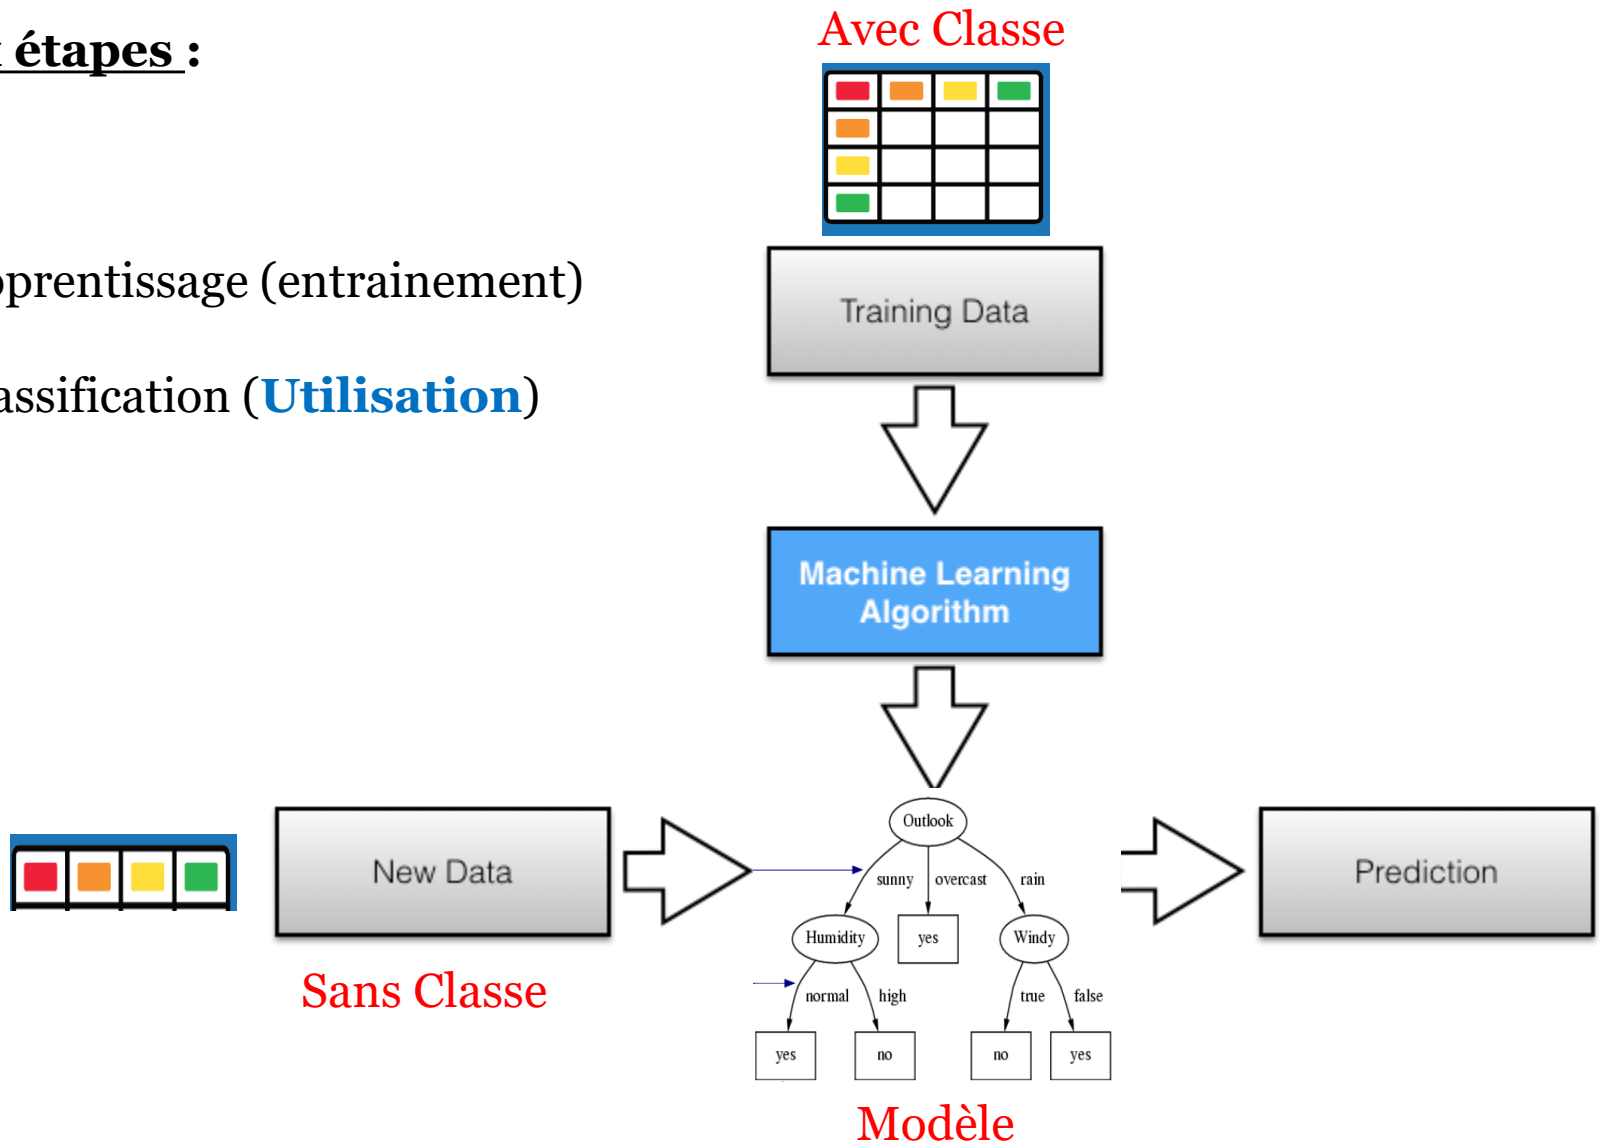 étapes :
Avec Classe
pprentissage (entrainement)
Training Data
assification (Utilisation)
Machine Learning
Algorithm
Outlook
sunny overcast rain
New Data
Prediction
Humidity yes Windy
Sans Classe
normal high true false
yes no no yes
Modèle